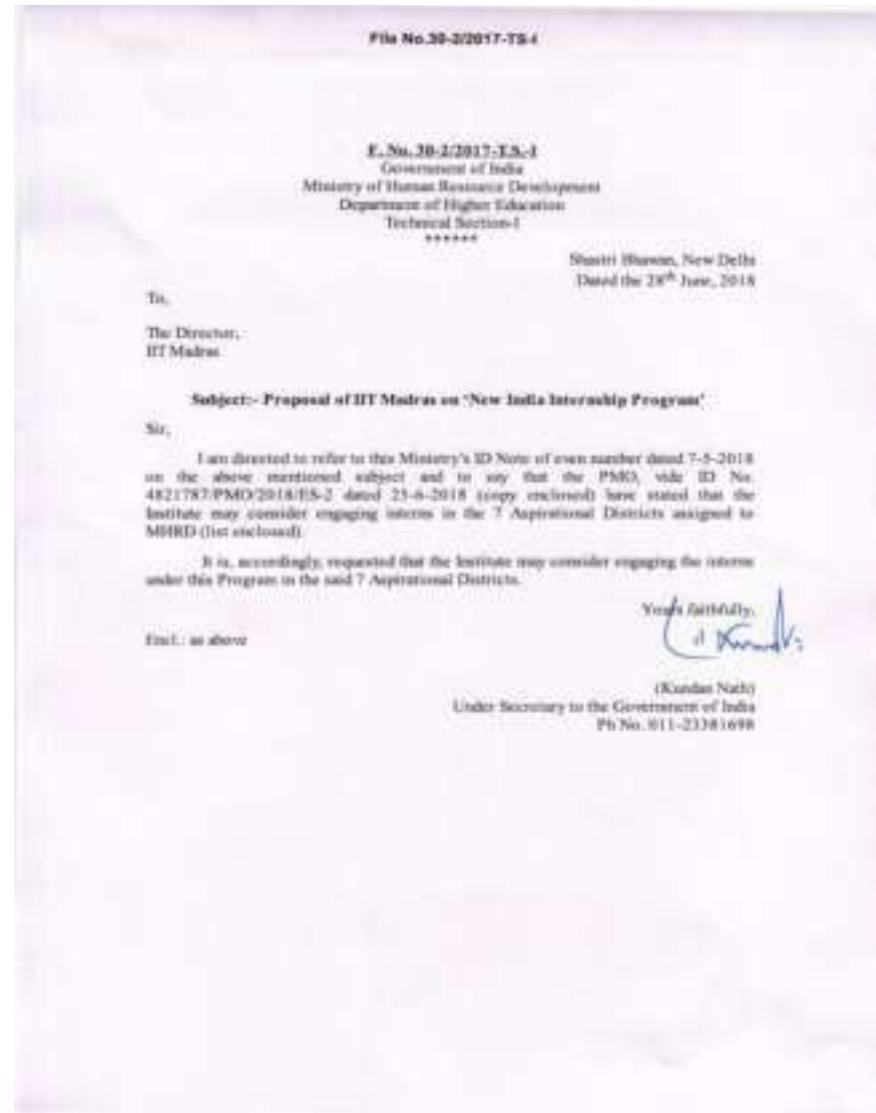 File No.30-2/2017-TS-I
F. No. 30-2/2017-T.S.-I
Government of India
Ministry of Human Resource Development
Department of Higher Education
Technical Section-I
******
Shastri Bhawan, New Delhi
Dated the 28th June, 2018
To,
The Director,
IIT Madras
Subject:- Proposal of IIT Madras on 'New India Internship Program'
Sir,
I am directed to refer to this Ministry's ID Note of even number dated 7-5-2018
on the above mentioned subject and to say that the PMO, vide ID No.
4821787/PMO/2018/ES-2 dated 25-6-2018 (copy enclosed) have stated that the
Institute may consider engaging interns in the 7 Aspirational Districts assigned to
MHRD (list enclosed).
It is, accordingly, requested that the Institute may consider engaging the interns
under this Program in the said 7 Aspirational Districts.
Yours faithfully,
Encl.: as above
(Kundan Nath)
Under Secretary to the Government of India
Ph No. 011-23381698